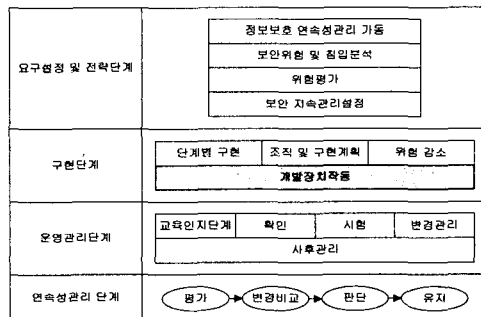 정보보호 연속성관리 가동
보안위험 및 침입분석
요구설정 및 전략단계
위험평가
보안 지속관리설정
단계별 구현 조직 및 구현계획 위험 감소
구현단계
개발장치작동
교육인지단계 확인 시험 변경관리
운영관리단계
사후관리
연속성관리 단계 평가 변경비교 판단 유지